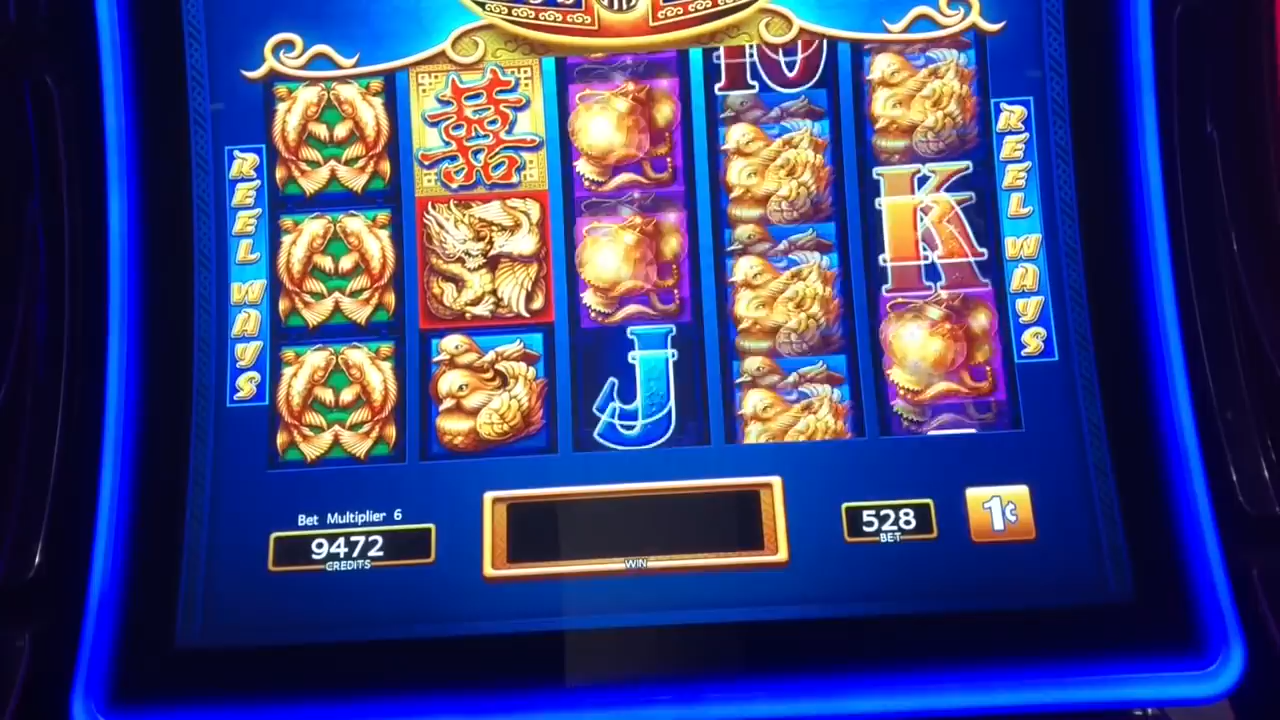 10
囍
REEL WAYS
REEL WAYS
K
J
Bet Multiplier 6
9472
CREDITS
WIN
528
BET
1¢